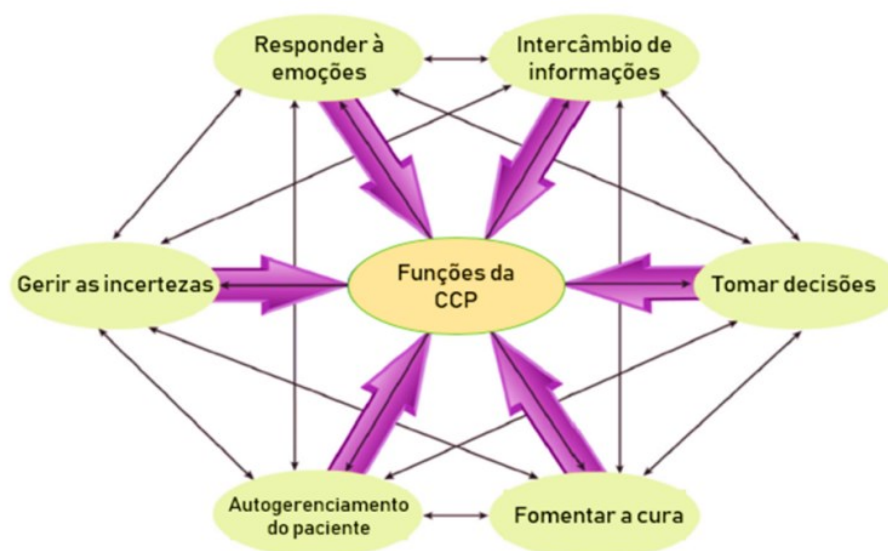 Responder à
emoções
Intercâmbio de
informações
Gerir as incertezas
Funções da
CCP
Tomar decisões
Autogerenciamento
do paciente
Fomentar a cura